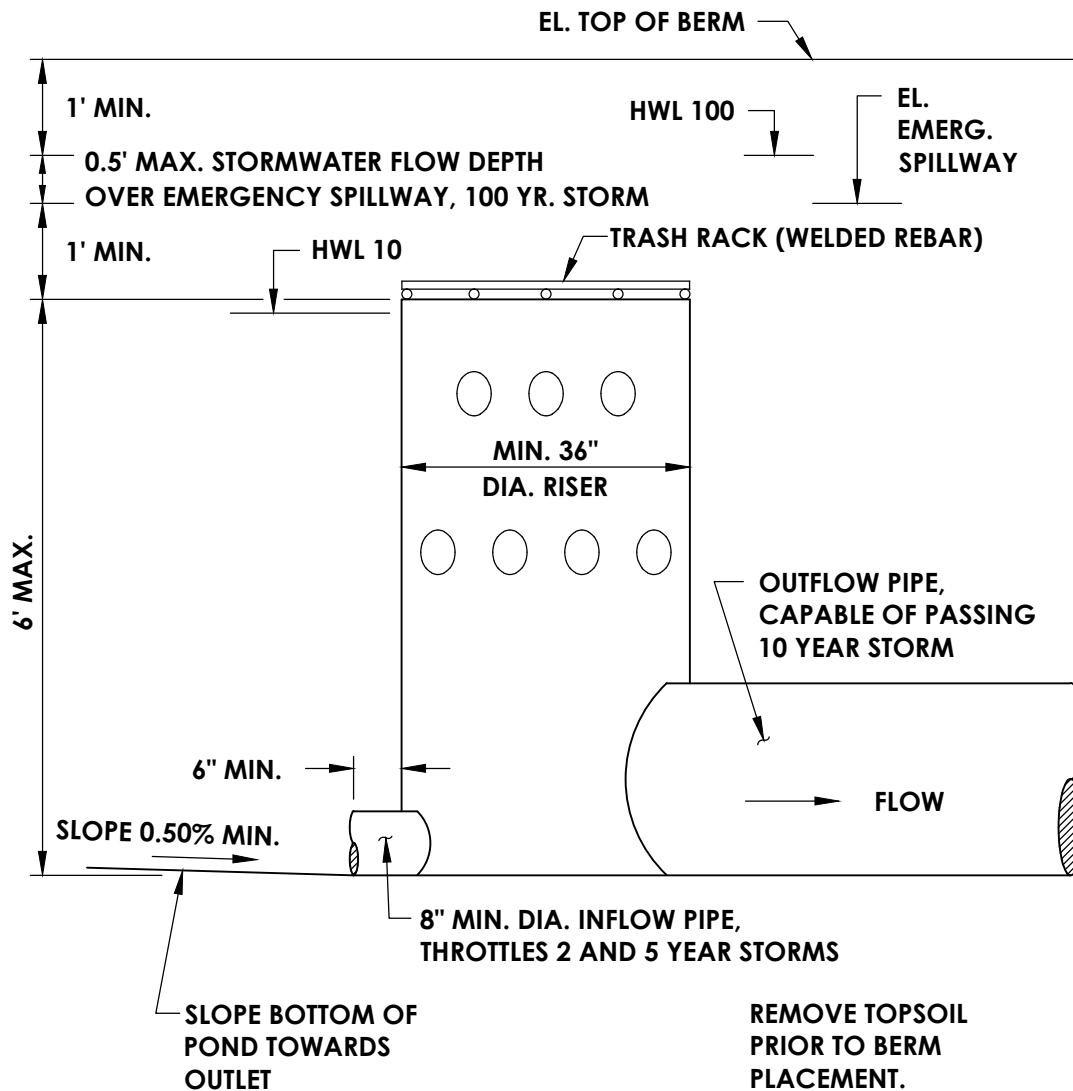 EL. TOP OF BERM
1' MIN.
HWL 100
EL.
EMERG.
SPILLWAY
0.5' MAX. STORMWATER FLOW DEPTH
OVER EMERGENCY SPILLWAY, 100 YR. STORM
1' MIN.
HWL 10
TRASH RACK (WELDED REBAR)
MIN. 36"
DIA. RISER
6' MAX.
OUTFLOW PIPE,
CAPABLE OF PASSING
10 YEAR STORM
6" MIN.
FLOW
SLOPE 0.50% MIN.
8" MIN. DIA. INFLOW PIPE,
THROTTLES 2 AND 5 YEAR STORMS
SLOPE BOTTOM OF
POND TOWARDS
OUTLET
REMOVE TOPSOIL
PRIOR TO BERM
PLACEMENT.